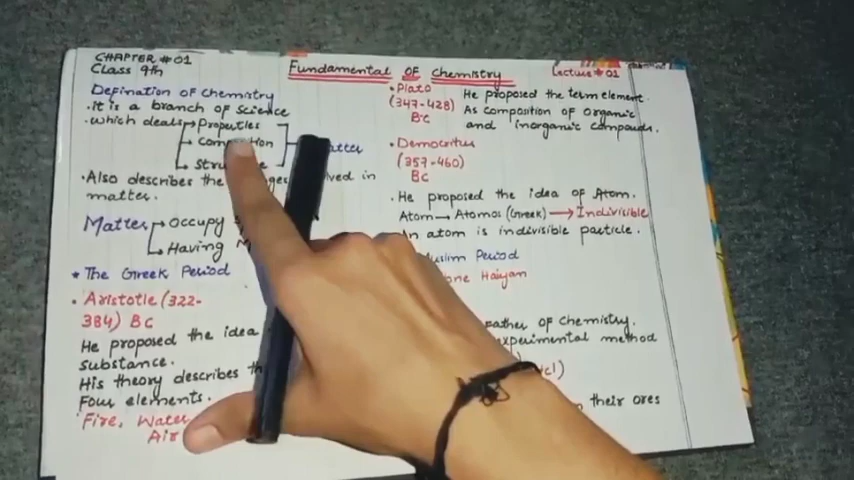 CHAPTER #01
Class 9th
Fundamental OF Chemistry
Lecture #01
Defination of Chemistry
. it is a branch of science
. which deals → Properties
Matter
. Also describes the
in
matter.
Matter → Occupy
→ Having
* The Greek Period
. Aristotle (322-
384) BC
He proposed the idea
substance.
His theory describes
Four elements.
Fire, Water
Air
. Plato
(347-428)
BC
He proposed the term element.
As composition of organic
and inorganic compounds.
. Democritus
(357-460)
BC
. He proposed the idea of Atom.
Atom → Atomos (Greek) → Indivisible
An atom is indivisible particle.
Period
Haiyan
Father of Chemistry.
experimental method
their ores